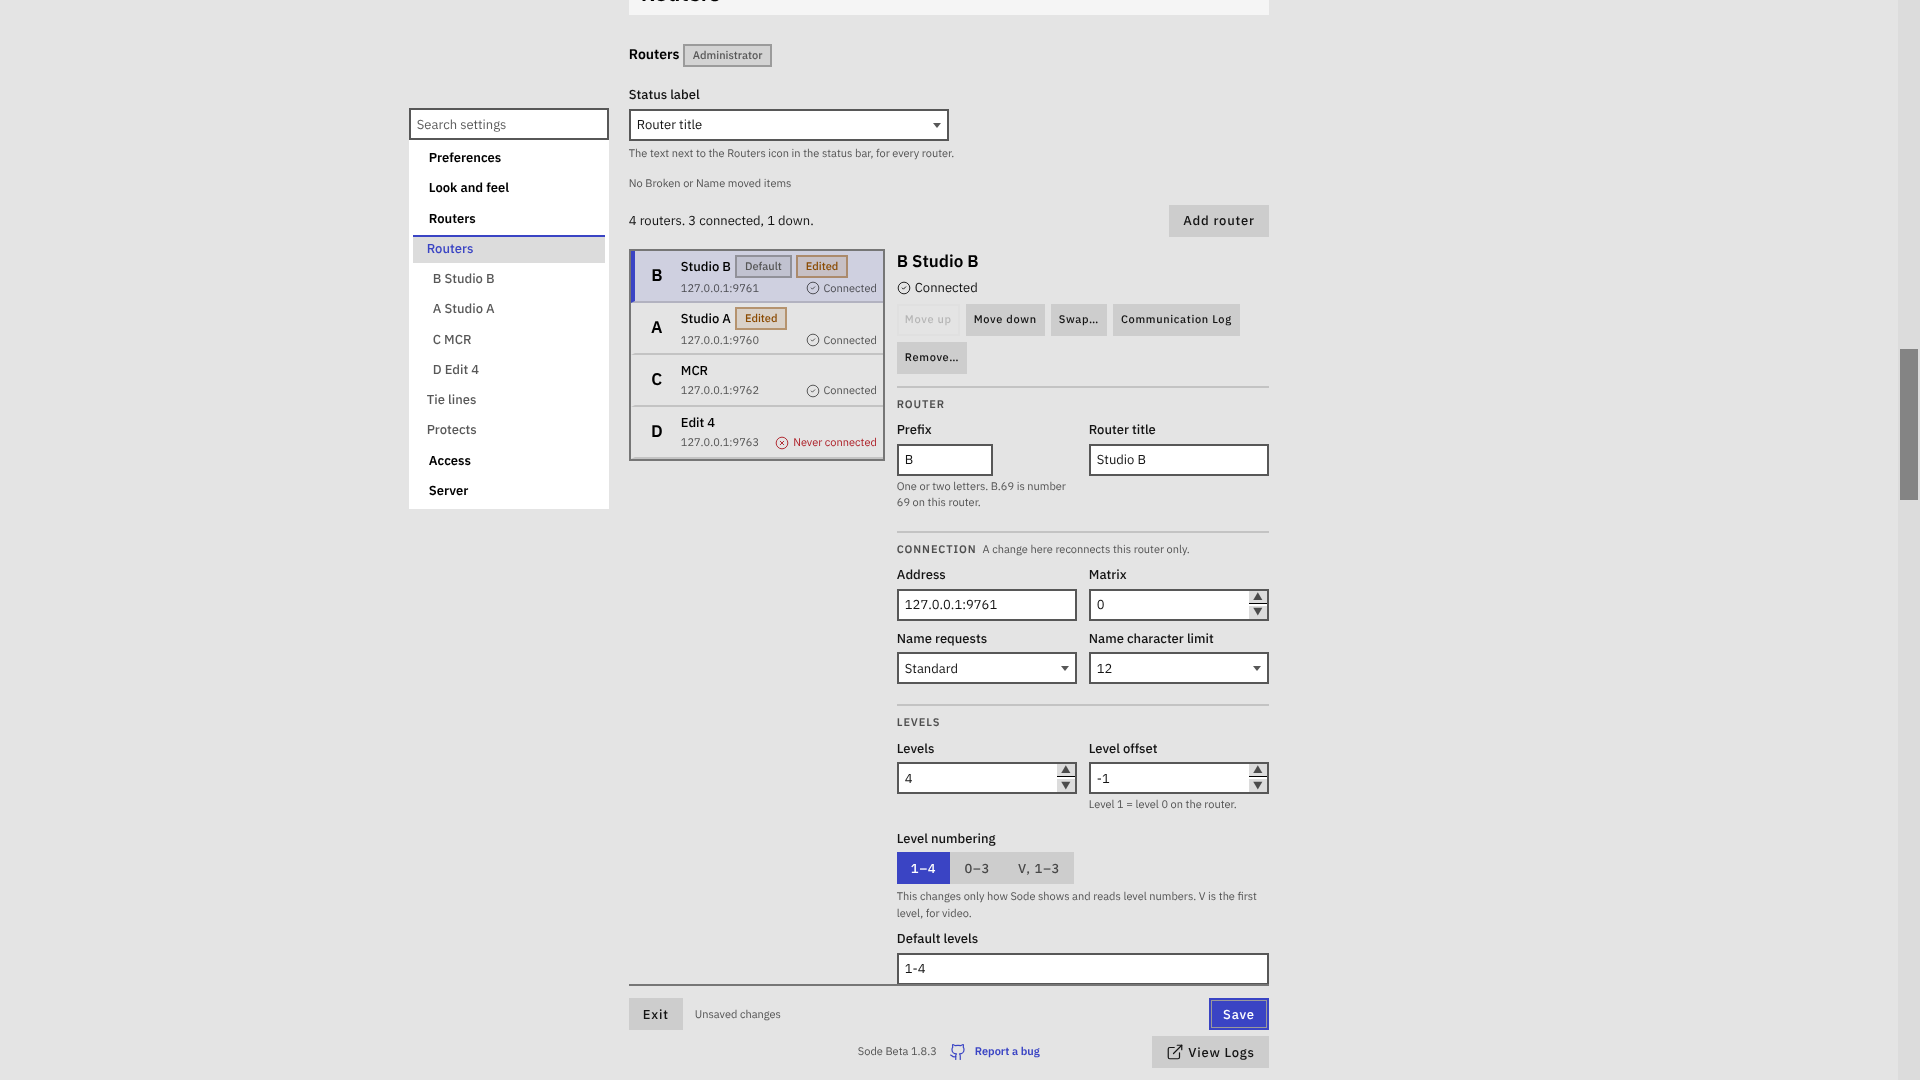 Routers Administrator
Status label
Search settings
Router title
The text next to the Routers icon in the status bar, for every router.
Preferences
Look and feel
Routers
Routers
B Studio B
A Studio A
C MCR
D Edit 4
Tie lines
Protects
Access
Server
No Broken or Name moved items
4 routers. 3 connected, 1 down.
Add router
B
Studio B Default Edited
127.0.0.1:9761 Connected
A
Studio A Edited
127.0.0.1:9760 Connected
C
MCR
127.0.0.1:9762 Connected
D
Edit 4
127.0.0.1:9763 Never connected
B Studio B
Connected
Move up Move down Swap... Communication Log
Remove...
ROUTER
Prefix Router title
B Studio B
One or two letters. B.69 is number
69 on this router.
CONNECTION A change here reconnects this router only.
Address Matrix
127.0.0.1:9761 0
Name requests Name character limit
Standard 12
LEVELS
Levels Level offset
4 -1
Level 1 = level 0 on the router.
Level numbering
1–4 0–3 V, 1–3
This changes only how Sode shows and reads level numbers. V is the first
level, for video.
Default levels
1-4
Exit Unsaved changes Save
Sode Beta 1.8.3 Report a bug View Logs